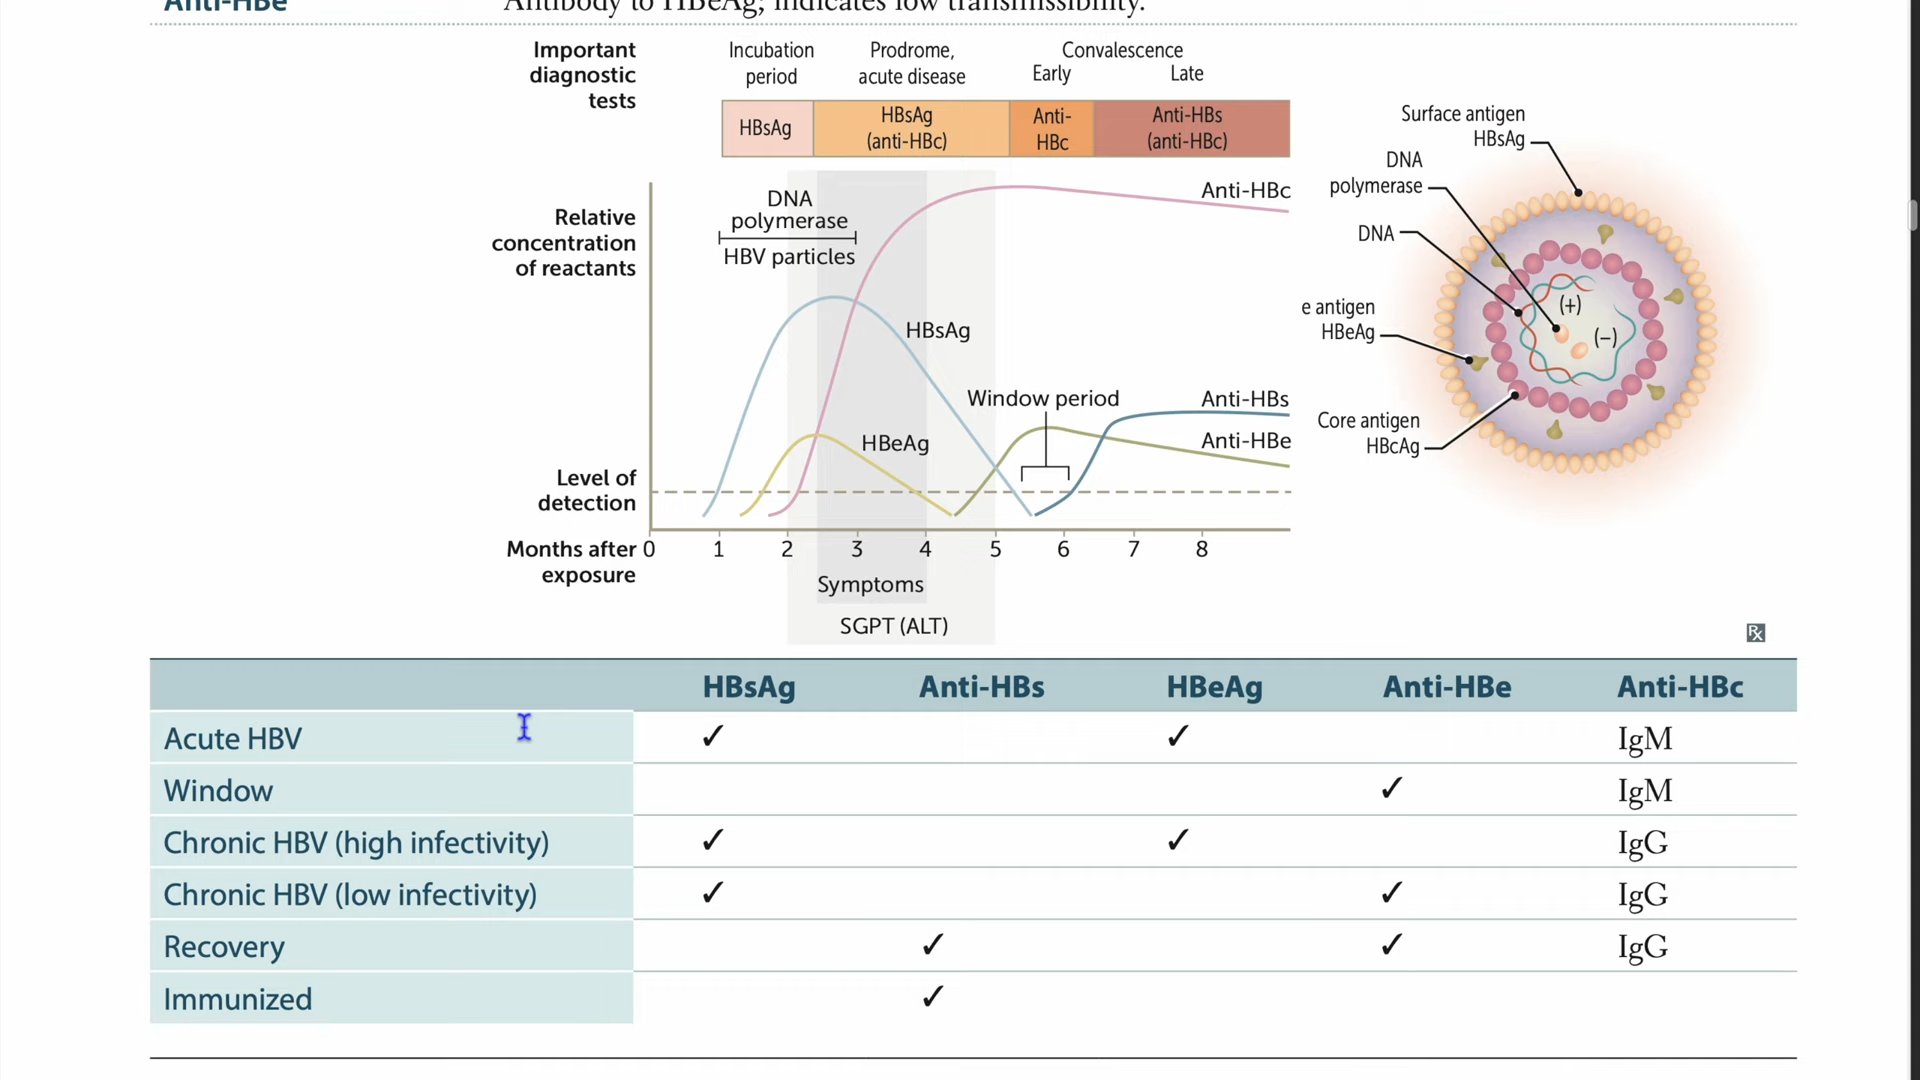 Anti-HBe Antibody to HBeAg; indicates low transmissibility.
Important
diagnostic
tests
Incubation
period
Prodrome,
acute disease
Convalescence
Early Late
HBsAg
HBsAg
(anti-HBc)
Anti-
HBc
Anti-HBs
(anti-HBc)
Relative
concentration
of reactants
DNA
polymerase
HBV particles
Anti-HBc
HBsAg
Window period
Anti-HBs
HBeAg
Anti-HBe
Level of
detection
Months after
exposure
0 1 2 3 4 5 6 7 8
Symptoms
SGPT (ALT)
Surface antigen
HBsAg
DNA
polymerase
DNA
(+)
(–)
e antigen
HBeAg
Core antigen
HBcAg
Rx
HBsAg Anti-HBs HBeAg Anti-HBe Anti-HBc
Acute HBV ✓ ✓ IgM
Window ✓ IgM
Chronic HBV (high infectivity) ✓ ✓ IgG
Chronic HBV (low infectivity) ✓ ✓ IgG
Recovery ✓ ✓ IgG
Immunized ✓